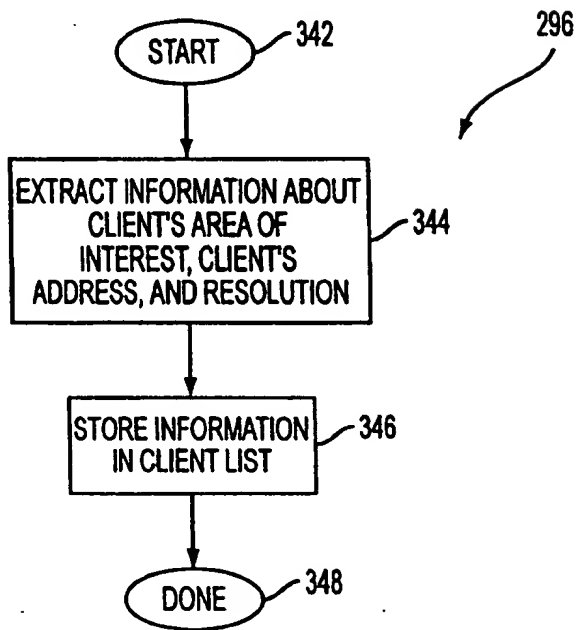 START
342
296
EXTRACT INFORMATION ABOUT
CLIENT'S AREA OF
INTEREST, CLIENT'S
ADDRESS, AND RESOLUTION
344
STORE INFORMATION
IN CLIENT LIST
346
DONE
348